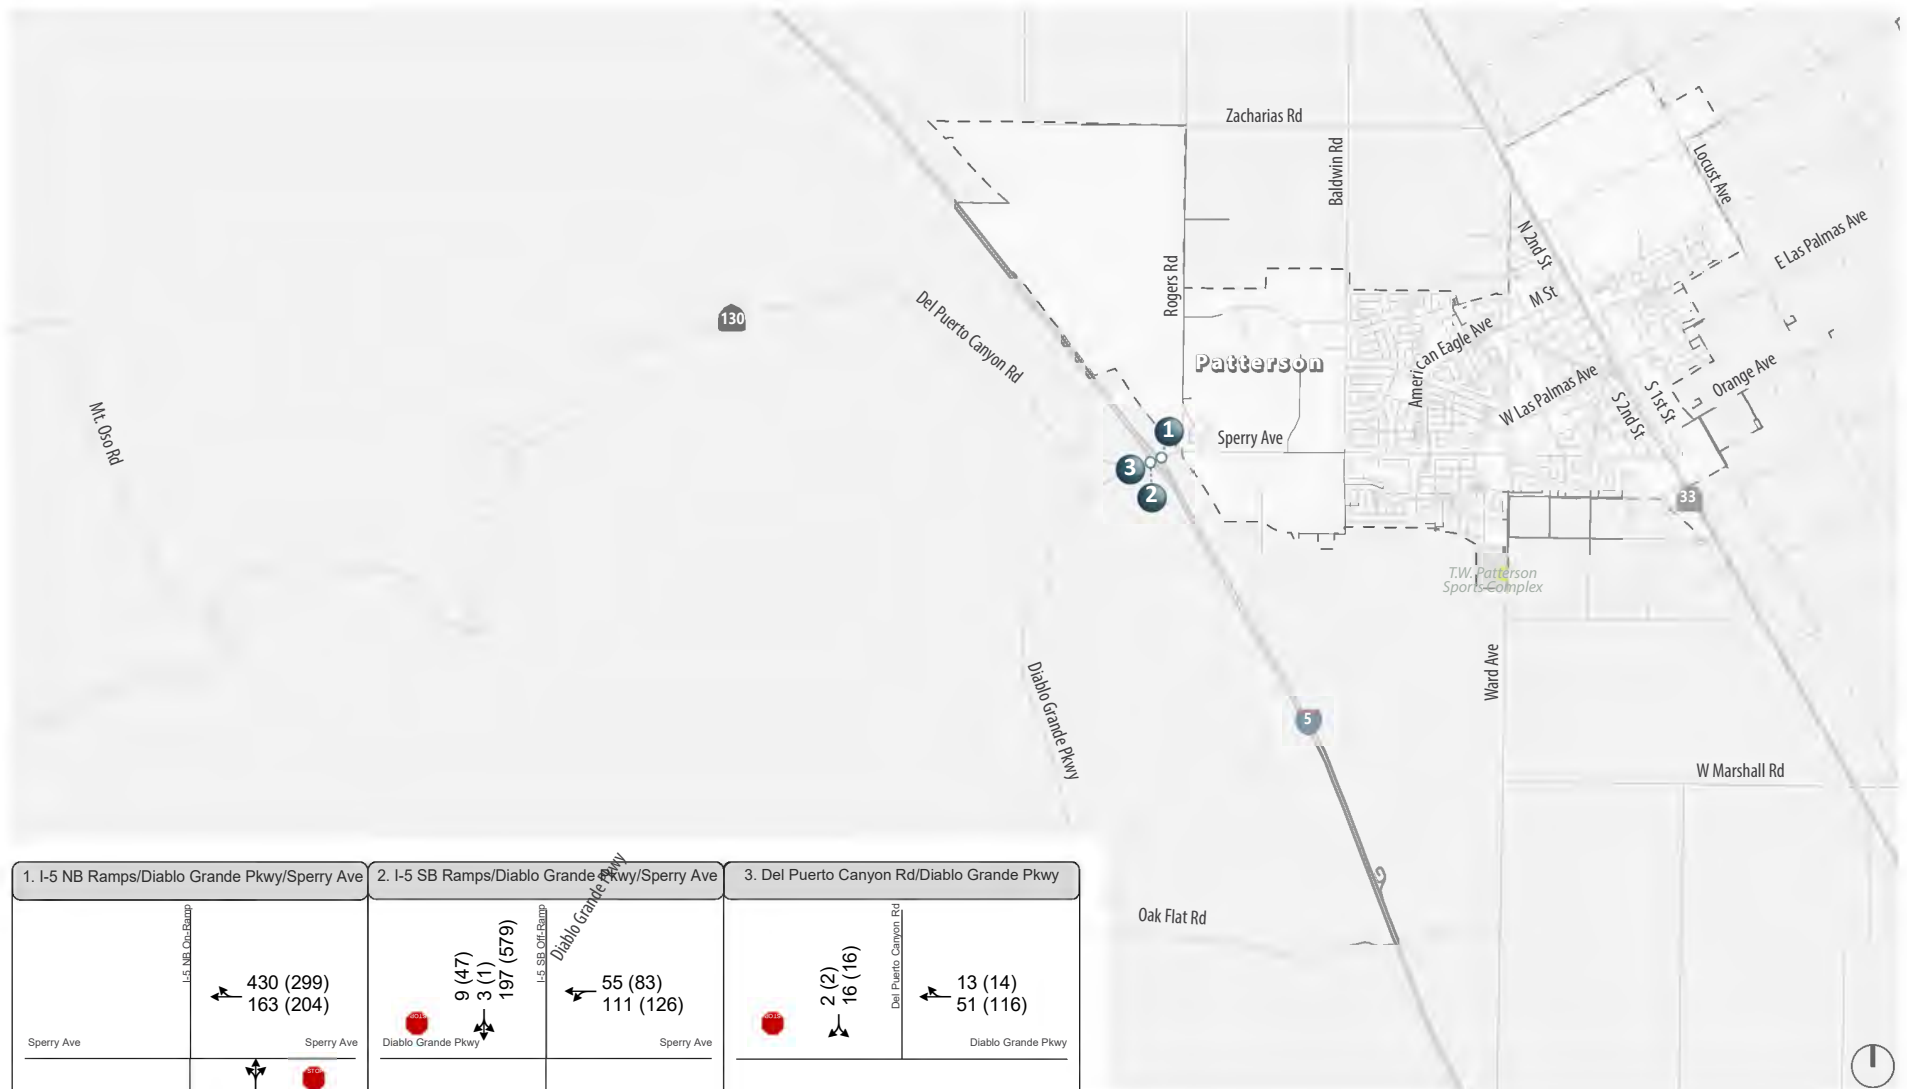 Zacharias Rd
Baldwin Rd
Locust Ave
E Las Palmas Ave
N 2nd St
M St
Rogers Rd
Del Puerto Canyon Rd
130
Patterson
American Eagle Ave
W Las Palmas Ave
S 1st St
S 2nd St
Orange Ave
Mt. Oso Rd
1
Sperry Ave
3
2
33
T.W. Patterson
Sports Complex
Ward Ave
Diablo Grande Pkwy
5
W Marshall Rd
Oak Flat Rd
Diablo Grande Pkwy
1. I-5 NB Ramps/Diablo Grande Pkwy/Sperry Ave
I-5 NB On-Ramp
430 (299)
163 (204)
Sperry Ave
Sperry Ave
STOP
2. I-5 SB Ramps/Diablo Grande Pkwy/Sperry Ave
9 (47)
3 (1)
197 (579)
I-5 SB Off-Ramp
55 (83)
111 (126)
STOP
Diablo Grande Pkwy
Sperry Ave
3. Del Puerto Canyon Rd/Diablo Grande Pkwy
2 (2)
16 (16)
Del Puerto Canyon Rd
13 (14)
51 (116)
STOP
Diablo Grande Pkwy